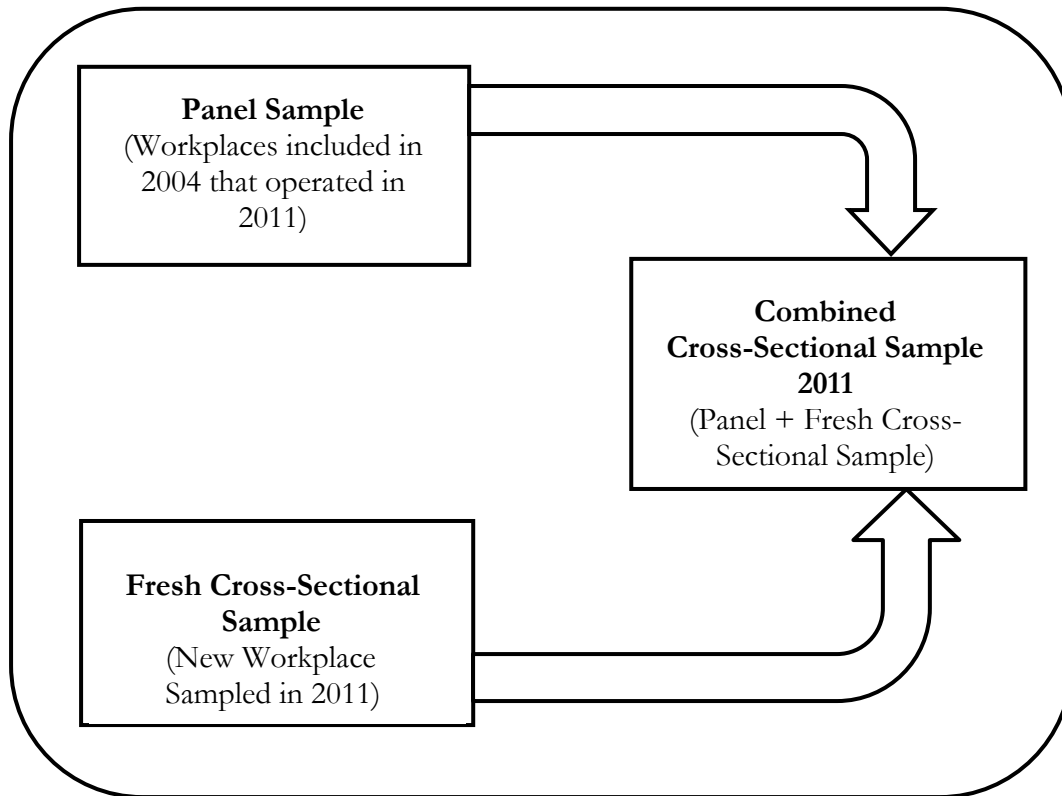 Panel Sample
(Workplaces included in
2004 that operated in
2011)
Combined
Cross-Sectional Sample
2011
(Panel + Fresh Cross-
Sectional Sample)
Fresh Cross-Sectional
Sample
(New Workplace
Sampled in 2011)